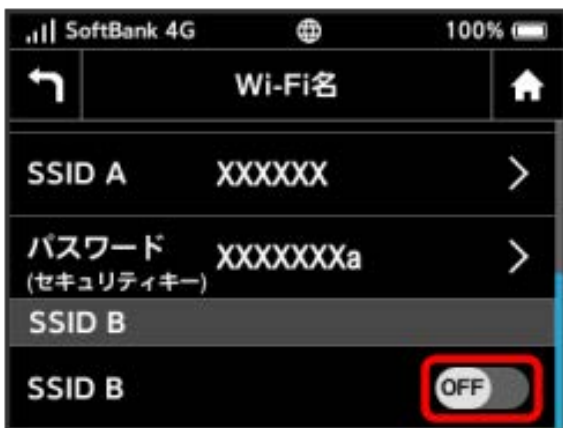 SoftBank 4G 100%
Wi-Fi名
SSID A XXXXXX
パスワード XXXXXXXa
(セキュリティキー)
SSID B
SSID B OFF